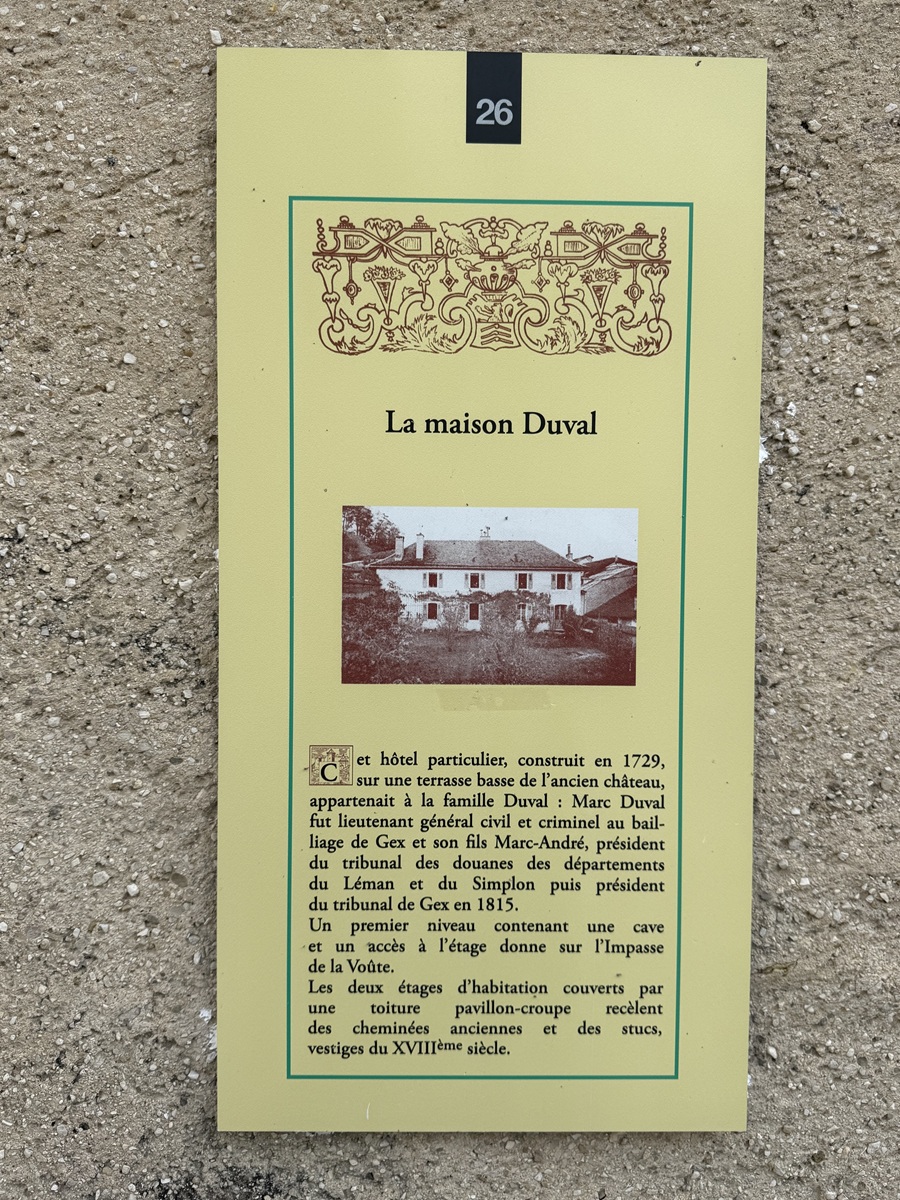 26
La maison Duval
Cet hôtel particulier, construit en 1729,
sur une terrasse basse de l'ancien château,
appartenait à la famille Duval : Marc Duval
fut lieutenant général civil et criminel au bail-
liage de Gex et son fils Marc-André, président
du tribunal des douanes des départements
du Léman et du Simplon puis président
du tribunal de Gex en 1815.
Un premier niveau contenant une cave
et un accès à l'étage donne sur l'Impasse
de la Voûte.
Les deux étages d'habitation couverts par
une toiture pavillon-croupe recèlent
des cheminées anciennes et des stucs,
vestiges du XVIIIème siècle.